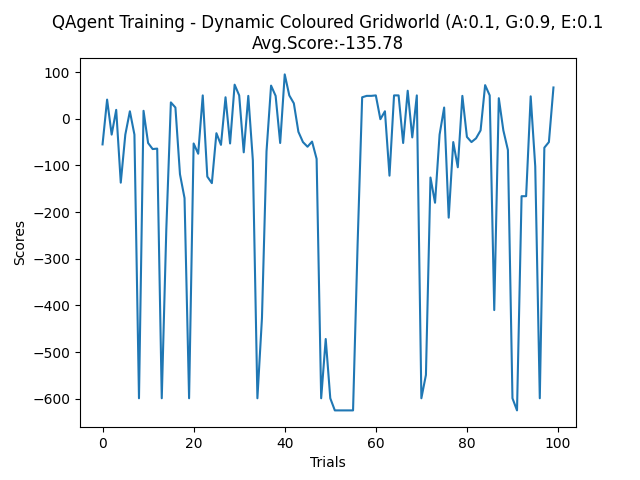 QAgent Training - Dynamic Coloured Gridworld (A:0.1, G:0.9, E:0.1
Avg.Score:-135.78
100
0
−100
−200
−300
−400
−500
−600
Scores
0 20 40 60 80 100
Trials